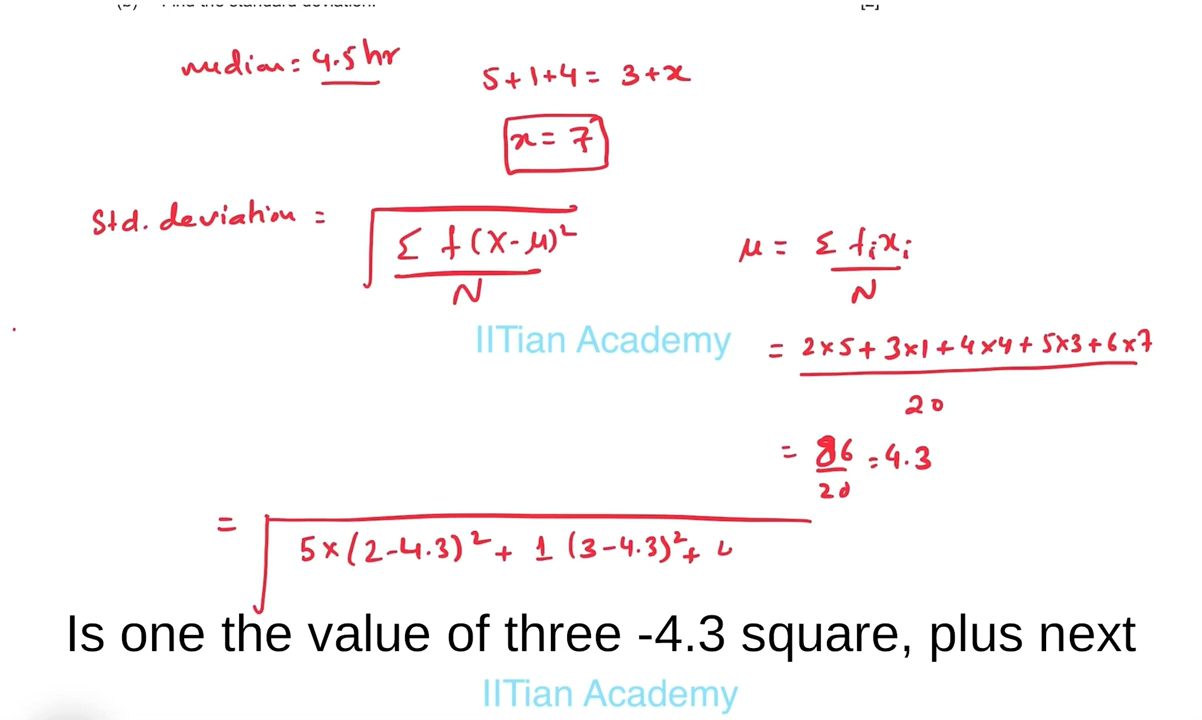 median = 4.5 hr
5+1+4 = 3+x
x = 7
Std. deviation = √ Σ f (X-μ)² / N
μ = Σ fᵢxᵢ / N
IITian Academy
= 2×5+3×1+4×4+5×3+6×7 / 20
= 86/20 = 4.3
= √ 5×(2-4.3)² + 1 (3-4.3)² +
Is one the value of three -4.3 square, plus next
IITian Academy